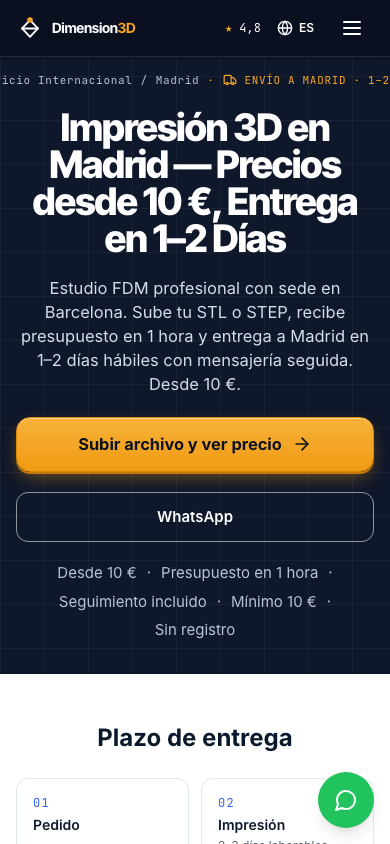 Dimension3D
★ 4,8
ES
/ Madrid · ENVÍO A MADRID · 1–2
Internacional
Impresión 3D en
Madrid — Precios
desde 10 €, Entrega
en 1–2 Días
Estudio FDM profesional con sede en
Barcelona. Sube tu STL o STEP, recibe
presupuesto en 1 hora y entrega a Madrid en
1–2 días hábiles con mensajería seguida.
Desde 10 €.
Subir archivo y ver precio →
WhatsApp
Desde 10 € · Presupuesto en 1 hora ·
Seguimiento incluido · Mínimo 10 € ·
Sin registro
Plazo de entrega
01
Pedido
02
Impresión